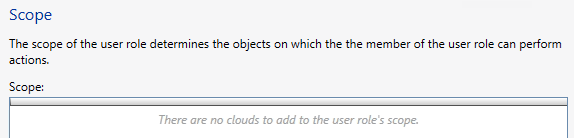 Scope
The scope of the user role determines the objects on which the the member of the user role can perform
actions.
Scope:
There are no clouds to add to the user role's scope.